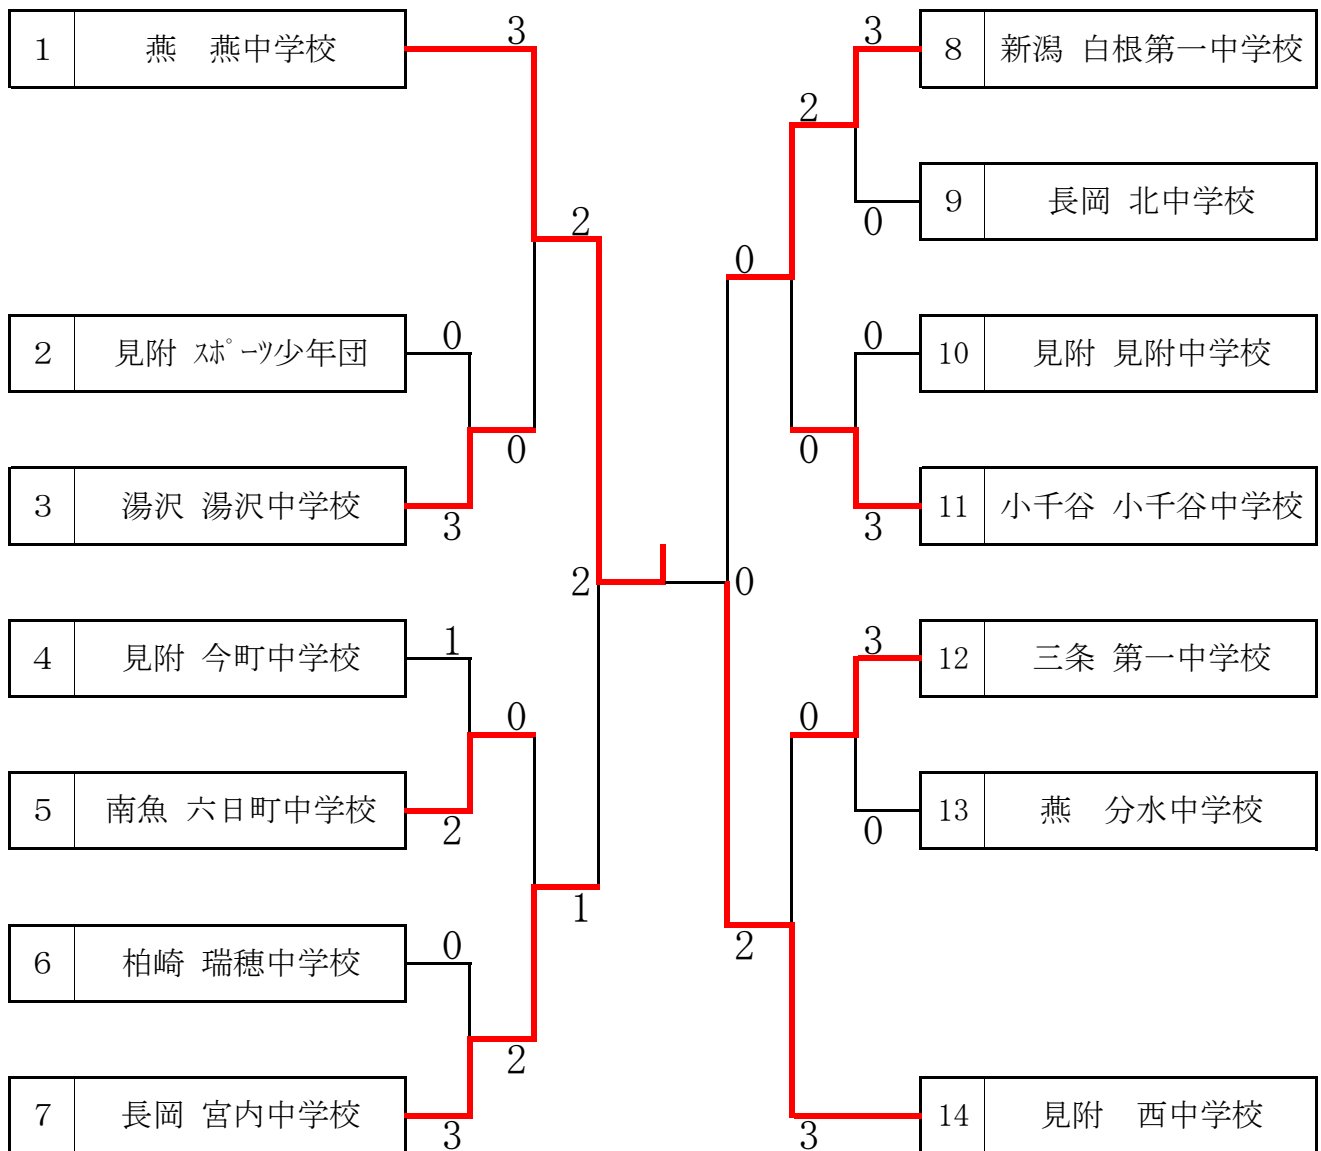 1 燕　燕中学校
2 見附 ｽﾎﾟｰﾂ少年団
3 湯沢 湯沢中学校
4 見附 今町中学校
5 南魚 六日町中学校
6 柏崎 瑞穂中学校
7 長岡 宮内中学校
3
0
3
1
2
0
3
0
0
2
2
1
2
0
0
2
2
0
0
3
3
0
0
3
3
0
8 新潟 白根第一中学校
9 長岡 北中学校
10 見附 見附中学校
11 小千谷 小千谷中学校
12 三条 第一中学校
13 燕　分水中学校
14 見附　西中学校